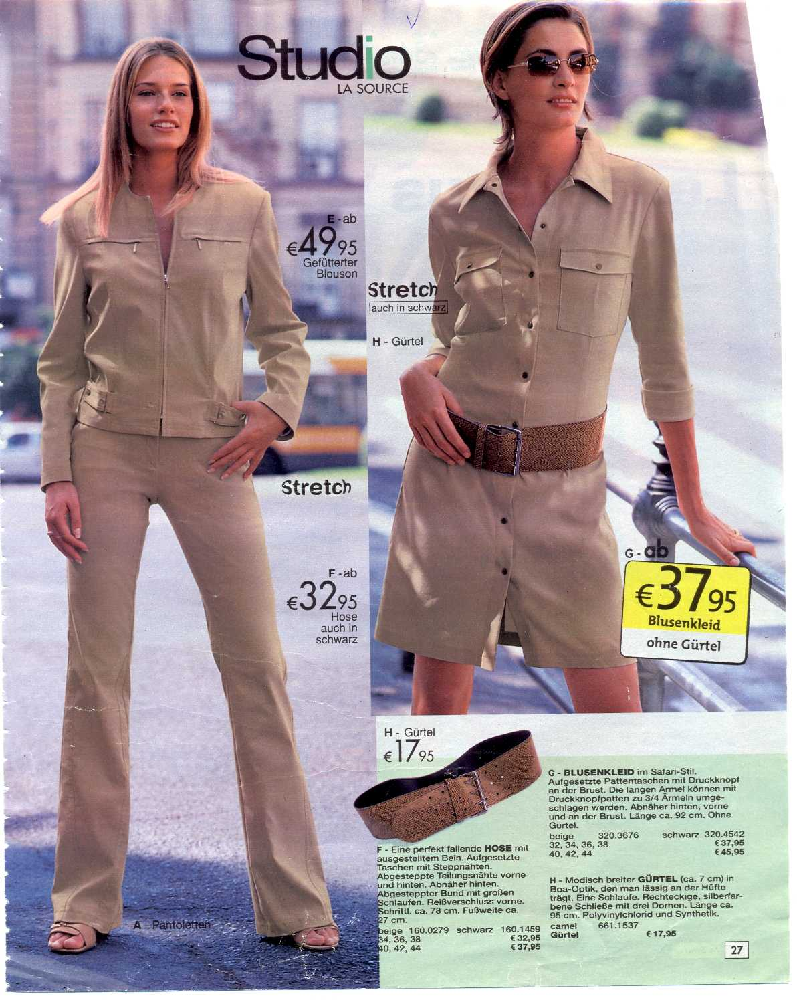 Studio
LA SOURCE
E - ab
€ 49 95
Gefütterter
Blouson
Stretch
F - ab
€ 32 95
Hose
auch in
schwarz
A - Pantoletten
Stretch
auch in schwarz
H - Gürtel
G - ab
€ 37 95
Blusenkleid
ohne Gürtel
H - Gürtel
€ 17 95
F - Eine perfekt fallende HOSE mit
ausgestelltem Bein. Aufgesetzte
Taschen mit Steppnähten.
Abgesteppte Teilungsnähte vorne
und hinten. Abnäher hinten.
Abgesteppter Bund mit großen
Schlaufen. Reißverschluss vorne.
Schrittl. ca. 78 cm. Fußweite ca.
27 cm.
beige 160.0279 schwarz 160.1459
34, 36, 38 € 32,95
40, 42, 44 € 37,95
G - BLUSENKLEID im Safari-Stil.
Aufgesetzte Pattentaschen mit Druckknopf
an der Brust. Die langen Ärmel können mit
Druckknopfpatten zu 3/4 Ärmeln umge-
schlagen werden. Abnäher hinten, vorne
und an der Brust. Länge ca. 92 cm. Ohne
Gürtel.
beige 320.3676 schwarz 320.4542
32, 34, 36, 38 € 37,95
40, 42, 44 € 45,95
H - Modisch breiter GÜRTEL (ca. 7 cm) in
Boa-Optik, den man lässig an der Hüfte
trägt. Eine Schlaufe. Rechteckige, silberfar-
bene Schließe mit drei Dornen. Länge ca.
95 cm. Polyvinylchlorid und Synthetik.
camel 661.1537
Gürtel € 17,95
27